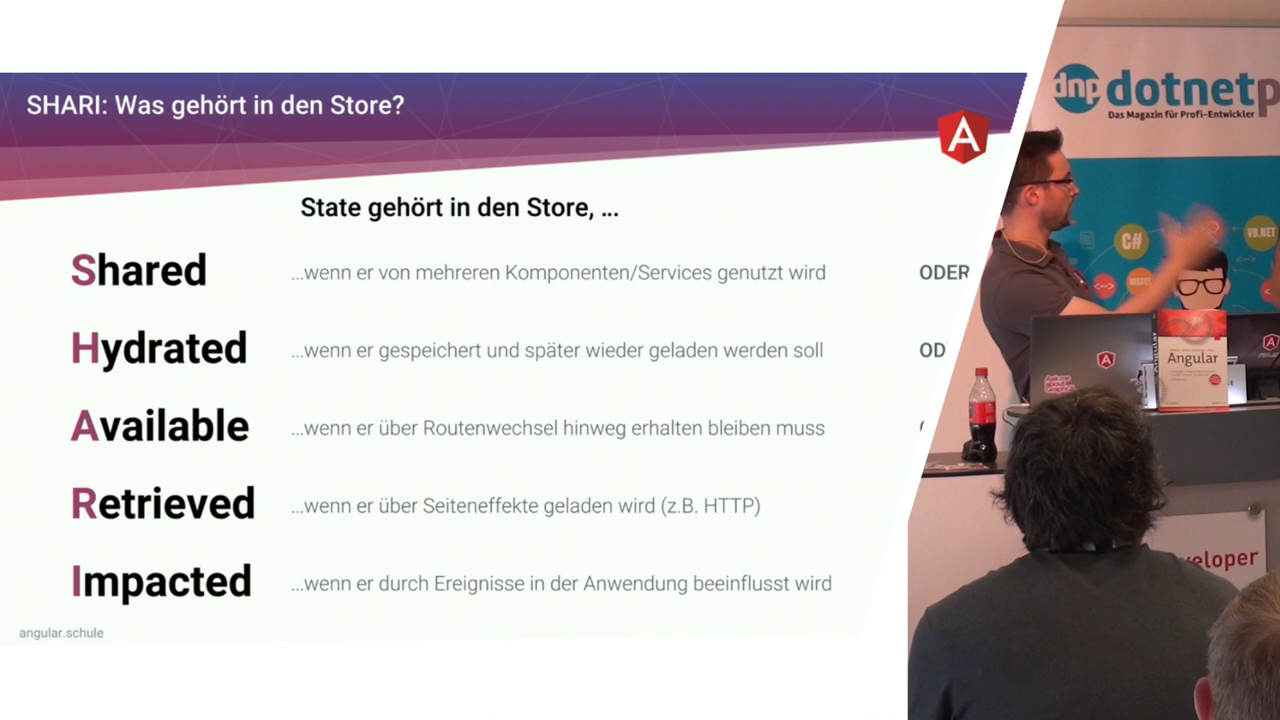 SHARI: Was gehört in den Store?
State gehört in den Store, ...
Shared ...wenn er von mehreren Komponenten/Services genutzt wird ODER
Hydrated ...wenn er gespeichert und später wieder geladen werden soll OD
Available ...wenn er über Routenwechsel hinweg erhalten bleiben muss
Retrieved ...wenn er über Seiteneffekte geladen wird (z.B. HTTP)
Impacted ...wenn er durch Ereignisse in der Anwendung beeinflusst wird
angular.schule
dnp dotnetp
Das Magazin für Profi-Entwickler
C#
VB.NET
Angular
Angular
veloper